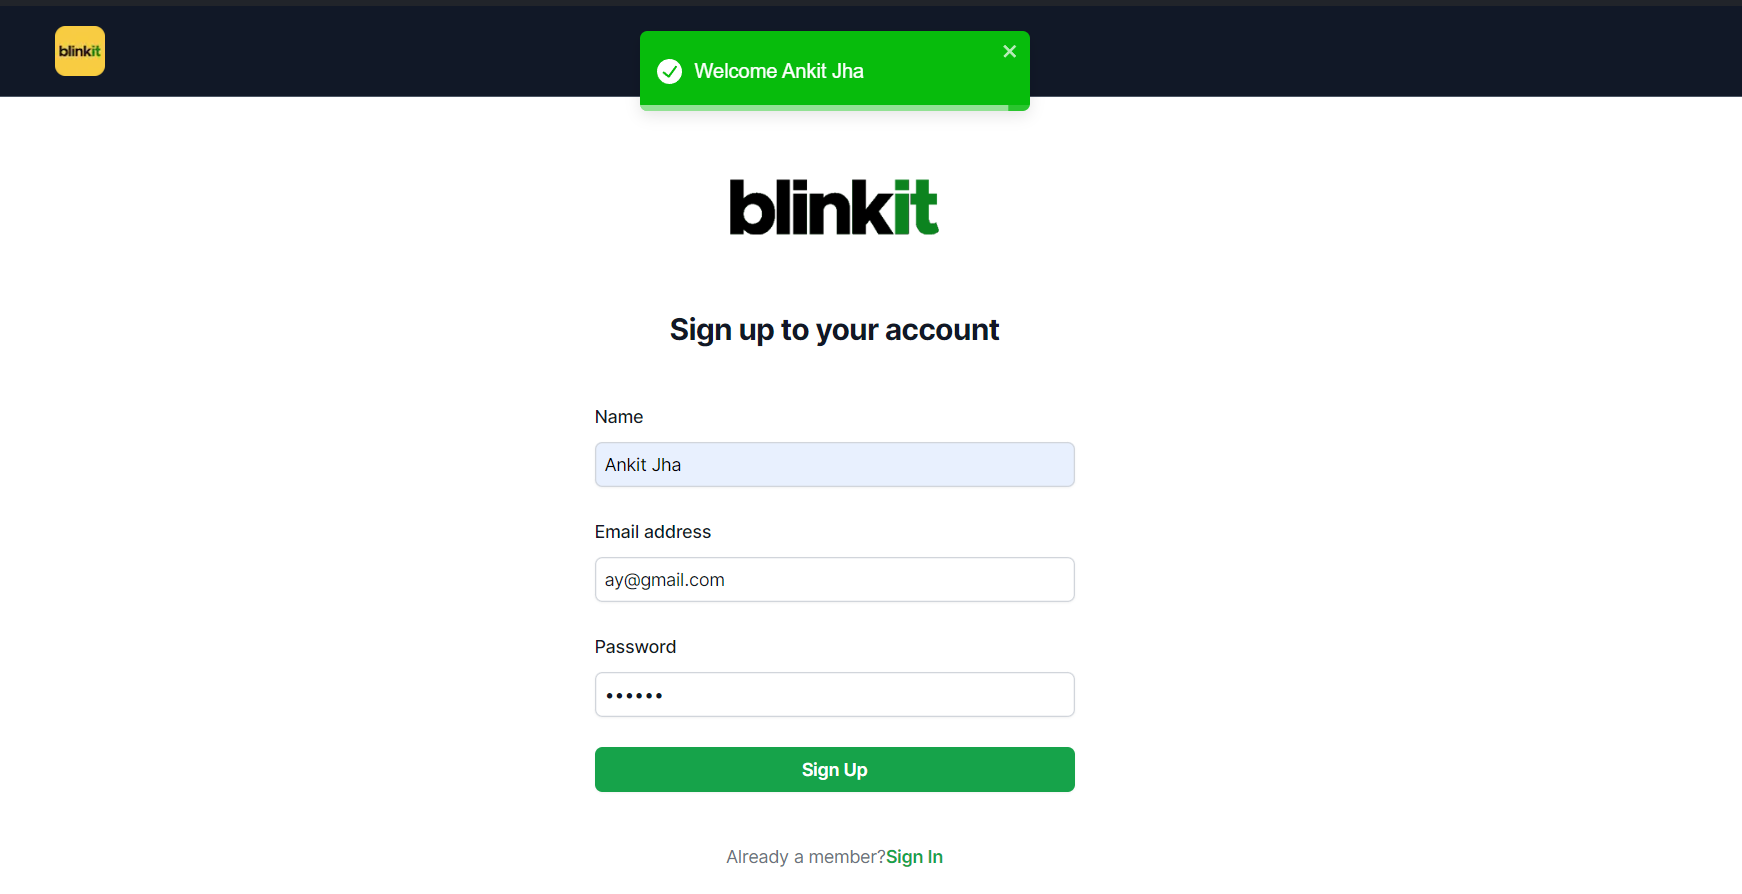 blinkit
Welcome Ankit Jha
blinkit
Sign up to your account
Name
Ankit Jha
Email address
ay@gmail.com
Password
••••••
Sign Up
Already a member?Sign In